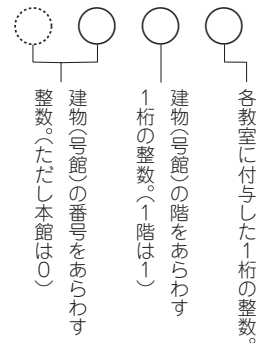 各教室に付与した1桁の整数。
建物(号館)の階をあらわす
1桁の整数。(1階は1)
建物(号館)の番号をあらわす
整数。(ただし本館は0)